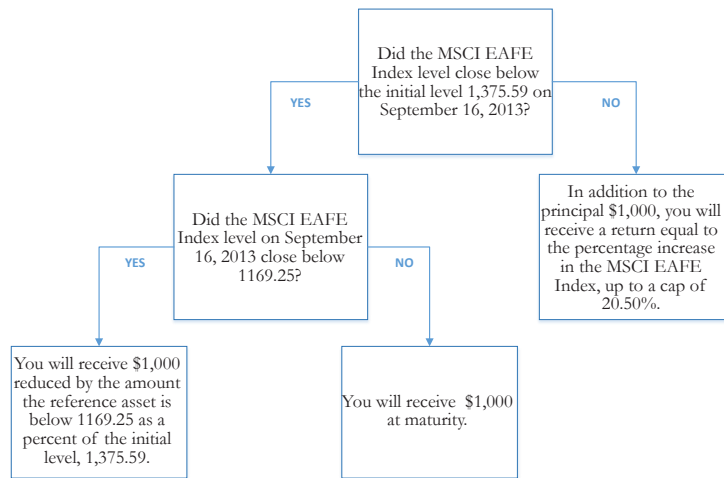 Did the MSCI EAFE
Index level close below
the initial level 1,375.59 on
September 16, 2013?
YES
NO
Did the MSCI EAFE
Index level on September
16, 2013 close below
1169.25?
In addition to the
principal $1,000, you will
receive a return equal to
the percentage increase
in the MSCI EAFE
Index, up to a cap of
20.50%.
YES
NO
You will receive $1,000
reduced by the amount
the reference asset is
below 1169.25 as a
percent of the initial
level, 1,375.59.
You will receive $1,000
at maturity.